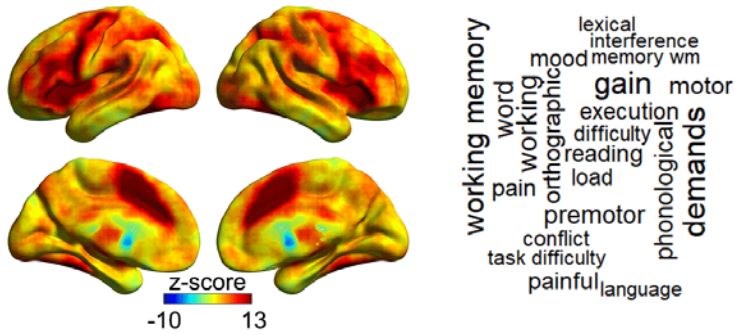 z-score
-10 13
lexical
interference
mood memory wm
gain motor
working memory
word
working
orthographic
execution
difficulty
reading
phonological
demands
pain
load
premotor
conflict
task difficulty
painful language